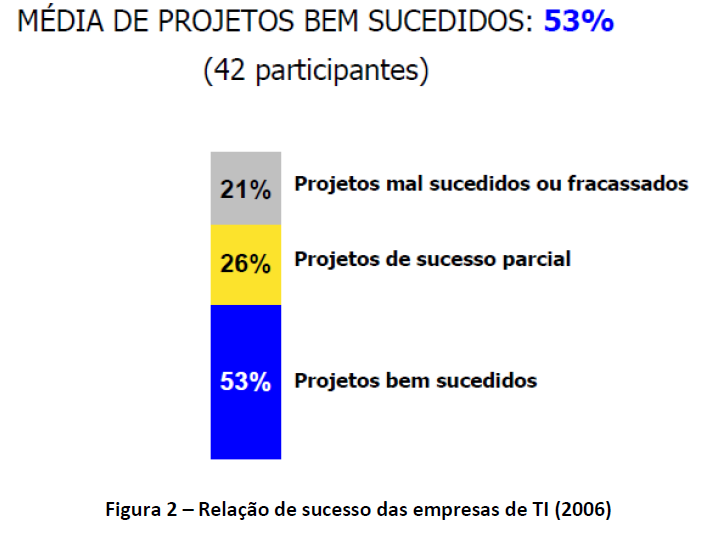 MÉDIA DE PROJETOS BEM SUCEDIDOS: 53%
(42 participantes)
21% Projetos mal sucedidos ou fracassados
26% Projetos de sucesso parcial
53% Projetos bem sucedidos
Figura 2 – Relação de sucesso das empresas de TI (2006)